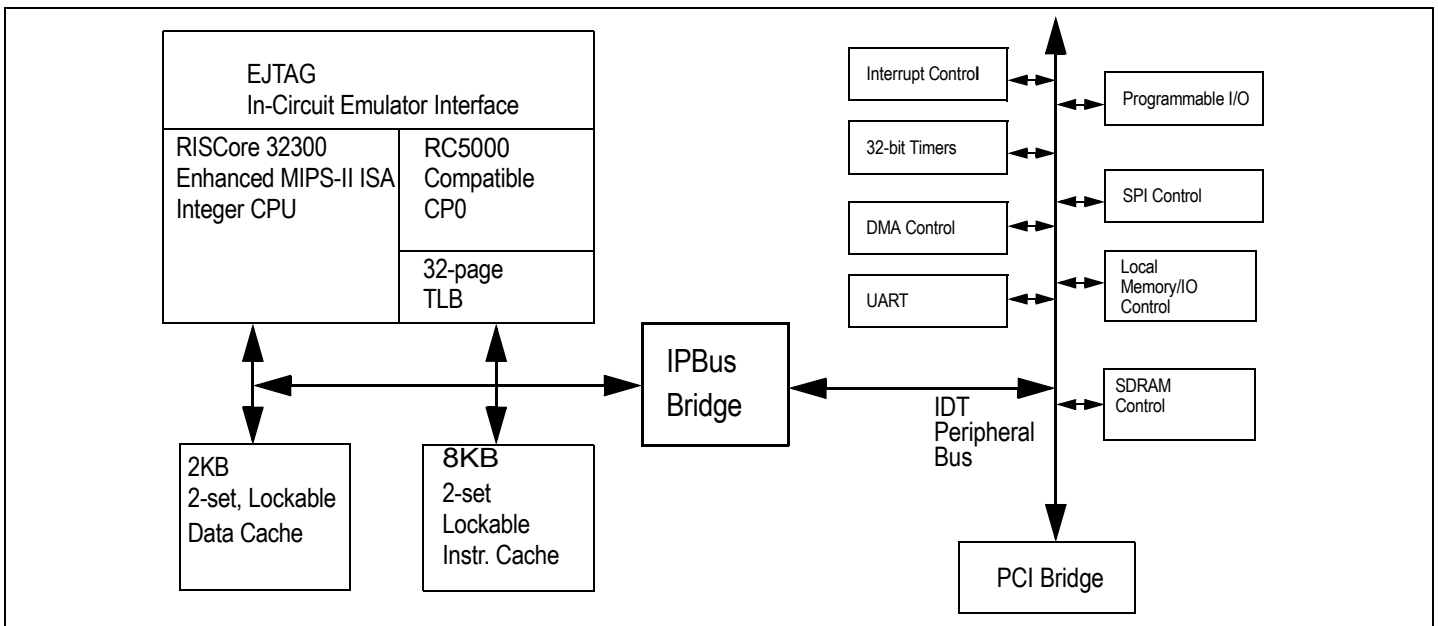 EJTAG
In-Circuit Emulator Interface
RISCore 32300
Enhanced MIPS-II ISA
Integer CPU
RC5000
Compatible
CP0
32-page
TLB
2KB
2-set, Lockable
Data Cache
8KB
2-set
Lockable
Instr. Cache
IPBus
Bridge
IDT
Peripheral
Bus
Interrupt Control
32-bit Timers
DMA Control
UART
Programmable I/O
SPI Control
Local
Memory/IO
Control
SDRAM
Control
PCI Bridge